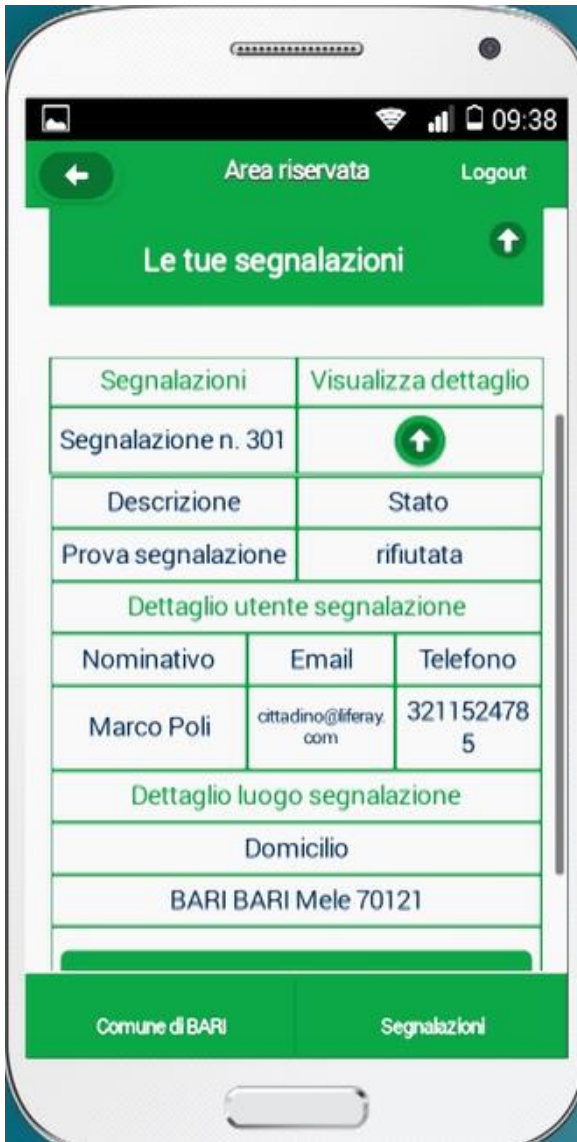 09:38
Area riservata Logout
Le tue segnalazioni
Segnalazioni Visualizza dettaglio
Segnalazione n. 301
Descrizione Stato
Prova segnalazione rifiutata
Dettaglio utente segnalazione
Nominativo Email Telefono
Marco Poli cittadino@liferay. 321152478
com 5
Dettaglio luogo segnalazione
Domicilio
BARI BARI Mele 70121
Comune di BARI Segnalazioni